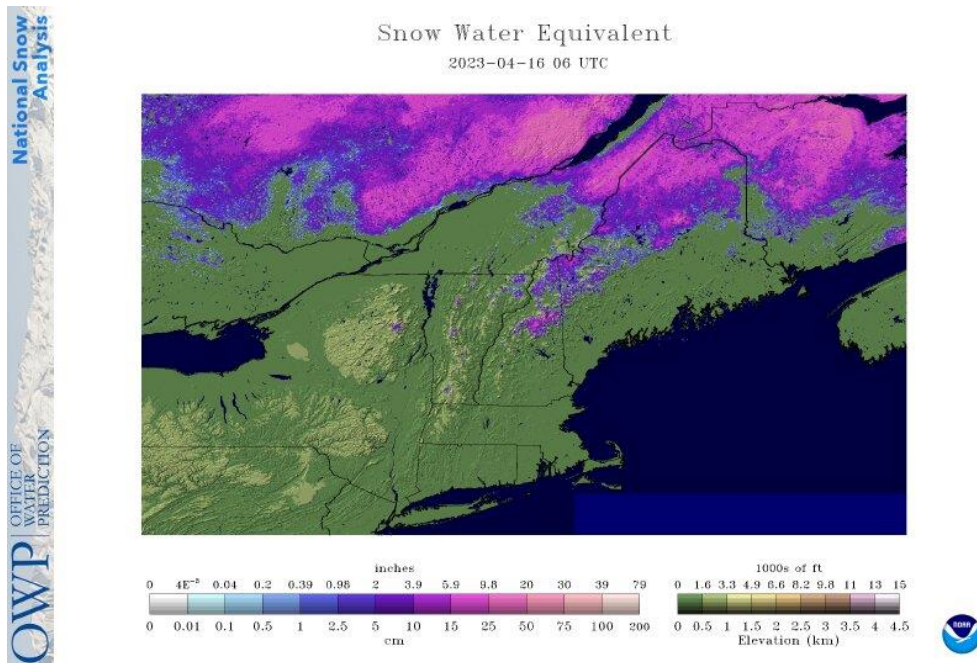 National Snow
Analysis
OWP
OFFICE OF
WATER
PREDICTION
Snow Water Equivalent
2023-04-16 06 UTC
inches
0 4E⁻³ 0.04 0.2 0.39 0.98 2 3.9 5.9 9.8 20 30 39 79
0 0.01 0.1 0.5 1 2.5 5 10 15 25 50 75 100 200
cm
1000s of ft
0 1.6 3.3 4.9 6.6 8.2 9.8 11 13 15
0 0.5 1 1.5 2 2.5 3 3.5 4 4.5
Elevation (km)
NOAA